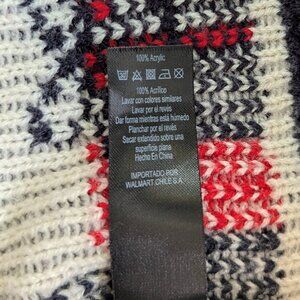 100% Acrylic
100% Acrílico
Lavar con colores similares
Lavar por el revés
Dar forma mientras está húmedo
Planchar por el revés
Secar extendido sobre una
superficie plana
Hecho En China
IMPORTADO POR
WALMART CHILE S.A.